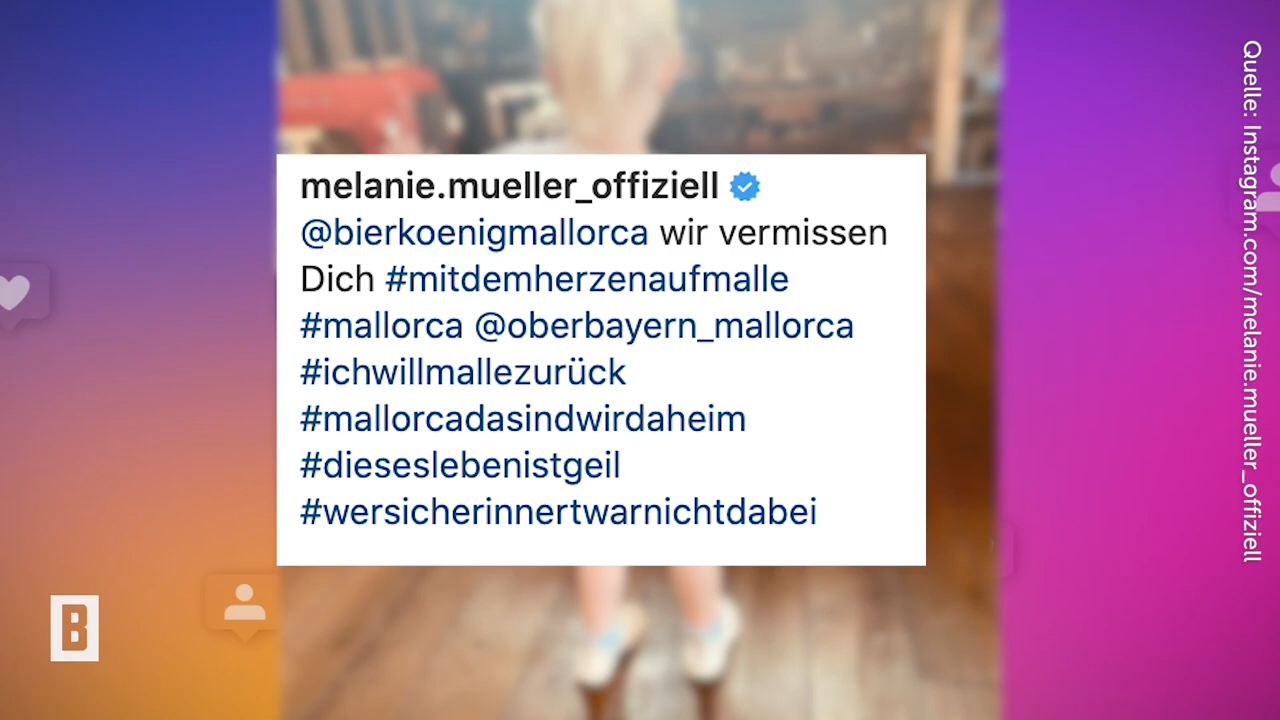 melanie.mueller_offiziell
@bierkoenigmallorca wir vermissen
Dich #mitdemherzenaufmalle
#mallorca @oberbayern_mallorca
#ichwillmallezurück
#mallorcadasindwirdaheim
#dieseslebenistgeil
#wersicherinnertwarnichtdabei
Quelle: Instagram.com/melanie.mueller_offiziell
B